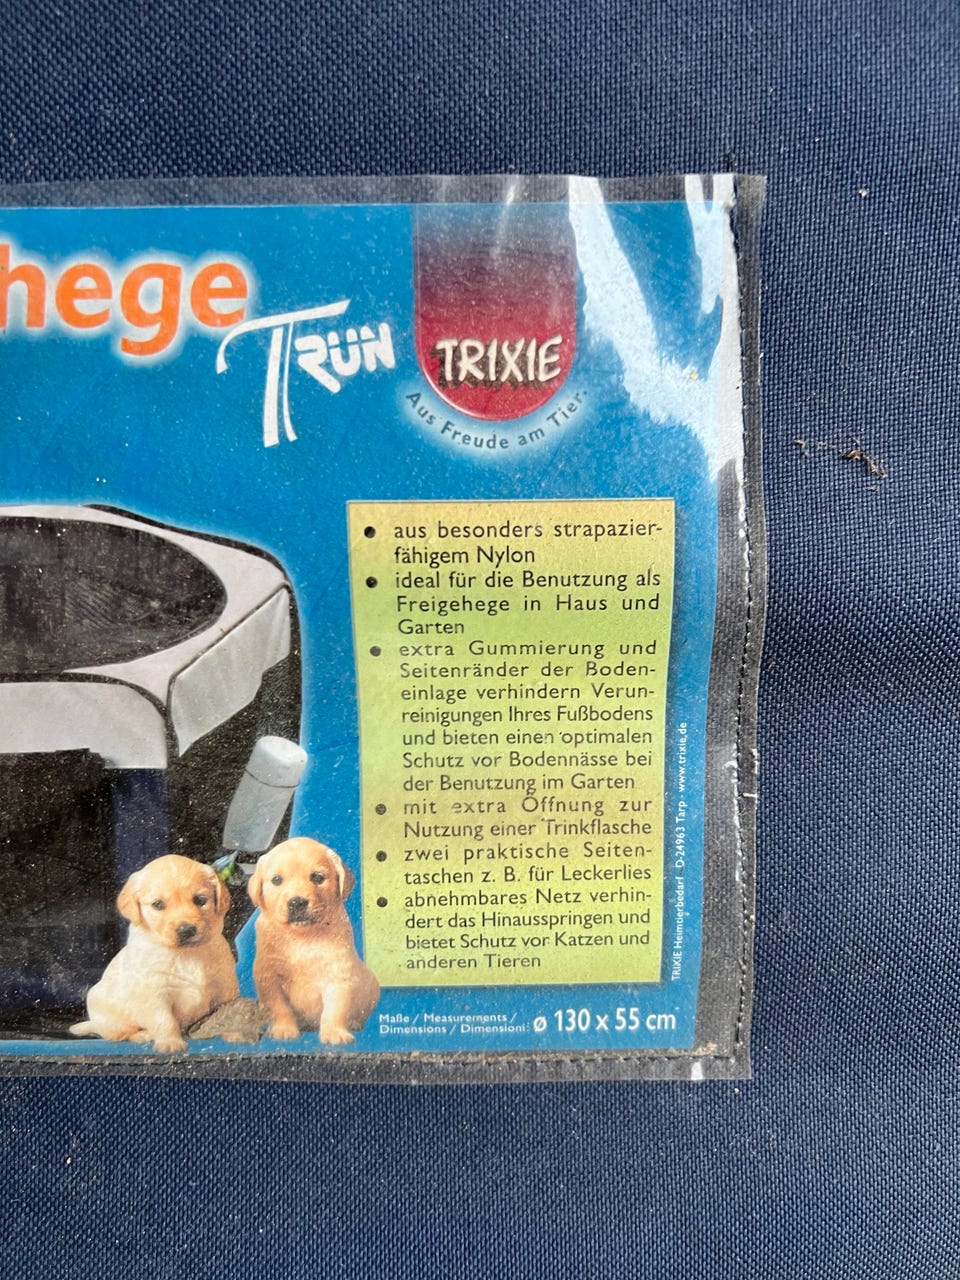 hege
TRUN
TRIXIE
Aus Freude am Tier.
• aus besonders strapazier-
fähigem Nylon
• ideal für die Benutzung als
Freigehege in Haus und
Garten
• extra Gummierung und
Seitenränder der Boden-
einlage verhindern Verun-
reinigungen Ihres Fußbodens
und bieten einen optimalen
Schutz vor Bodennässe bei
der Benutzung im Garten
• mit extra Öffnung zur
Nutzung einer Trinkflasche
• zwei praktische Seiten-
taschen z. B. für Leckerlies
• abnehmbares Netz verhin-
dert das Hinausspringen und
bietet Schutz vor Katzen und
anderen Tieren
Maße / Measurements /
Dimensions / Dimensioni: ø 130 x 55 cm
TRIXIE Heimtierbedarf · D-24963 Tarp · www.trixie.de